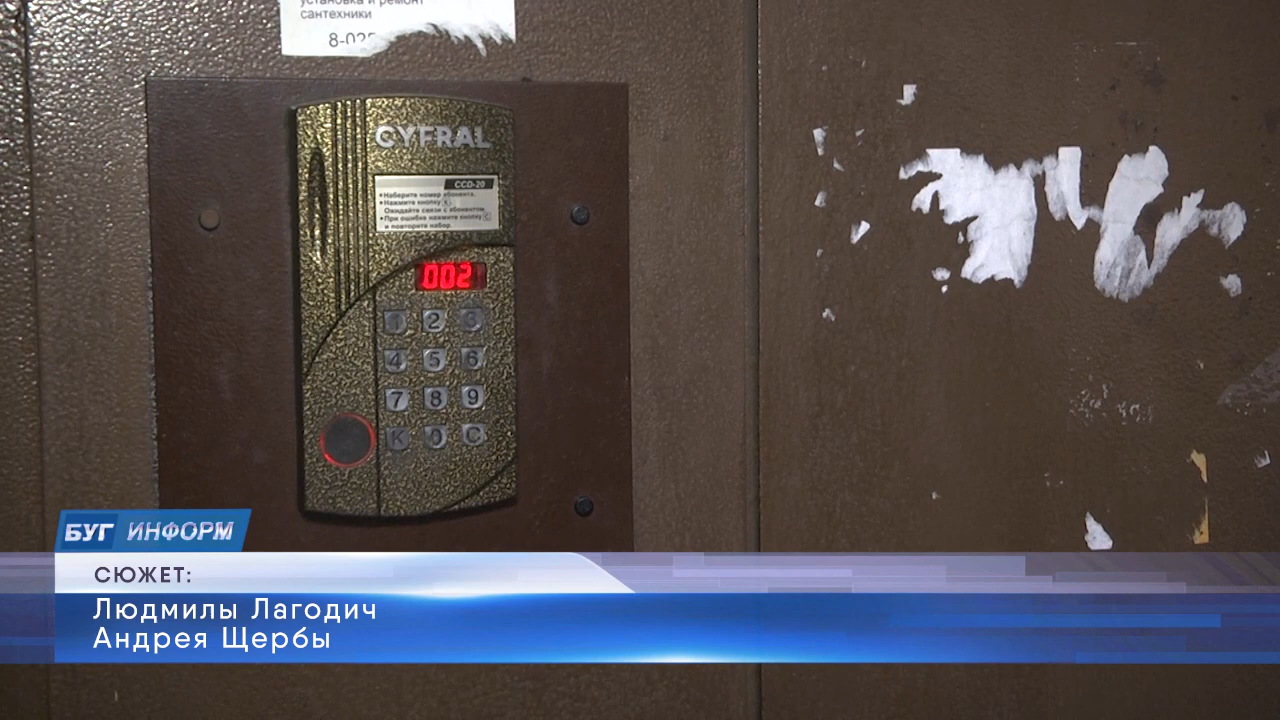 установка и ремонт
сантехники
8-025
CYFRAL
CCD-20
•Наберите номер абонента.
•Нажмите кнопку К.
Ожидайте связи с абонентом
•При ошибке нажмите кнопку С
и повторите набор.
002
1 2 3
4 5 6
7 8 9
К 0 С
БУГ ИНФОРМ
СЮЖЕТ:
Людмилы Лагодич
Андрея Щербы